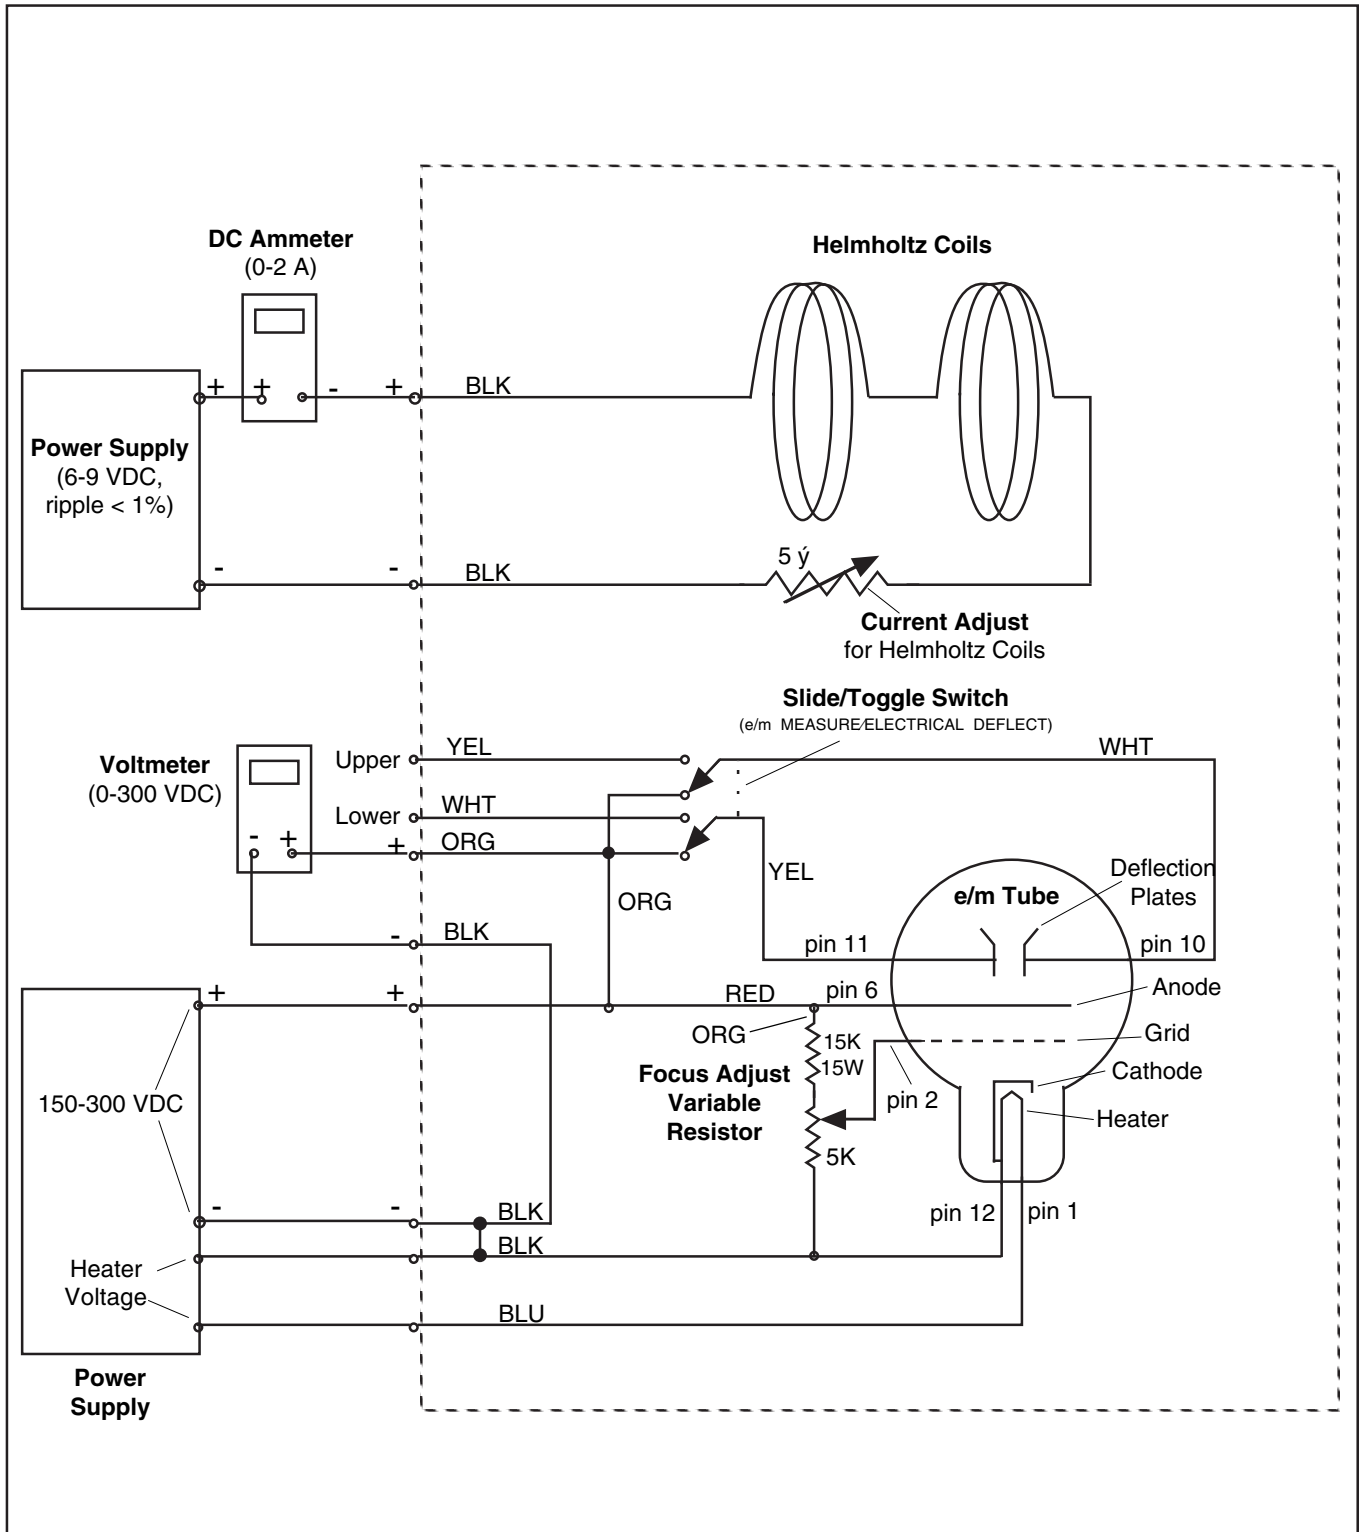 DC Ammeter
(0-2 A)
Helmholtz Coils
+ + - +
BLK
Power Supply
(6-9 VDC,
ripple < 1%)
- -
BLK
5 ý
Current Adjust
for Helmholtz Coils
Slide/Toggle Switch
(e/m MEASURE/ELECTRICAL DEFLECT)
Voltmeter
(0-300 VDC)
Upper
YEL
WHT
Lower
WHT
- +
+
ORG
YEL
ORG
Deflection
Plates
e/m Tube
-
BLK
pin 11
pin 10
+ +
RED
pin 6
Anode
ORG
15K
15W
Grid
Focus Adjust
Variable
Resistor
pin 2
Cathode
Heater
150-300 VDC
5K
- -
BLK
pin 12
pin 1
BLK
Heater
Voltage
BLU
Power
Supply